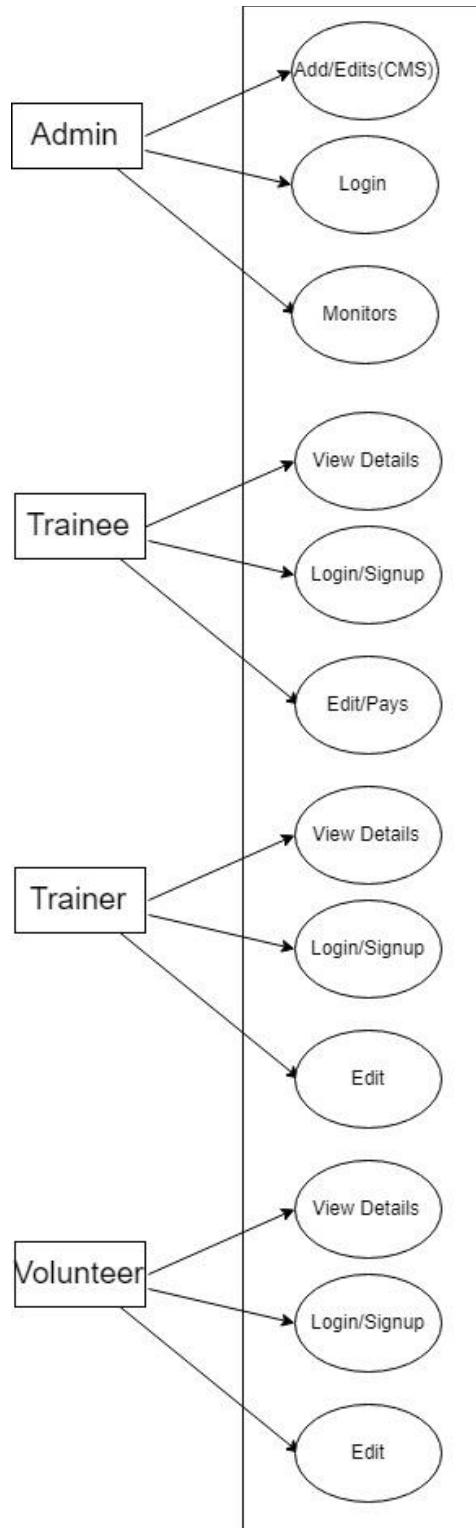 Add/Edits(CMS)
Admin
Login
Monitors
View Details
Trainee
Login/Signup
Edit/Pays
View Details
Trainer
Login/Signup
Edit
View Details
Volunteer
Login/Signup
Edit